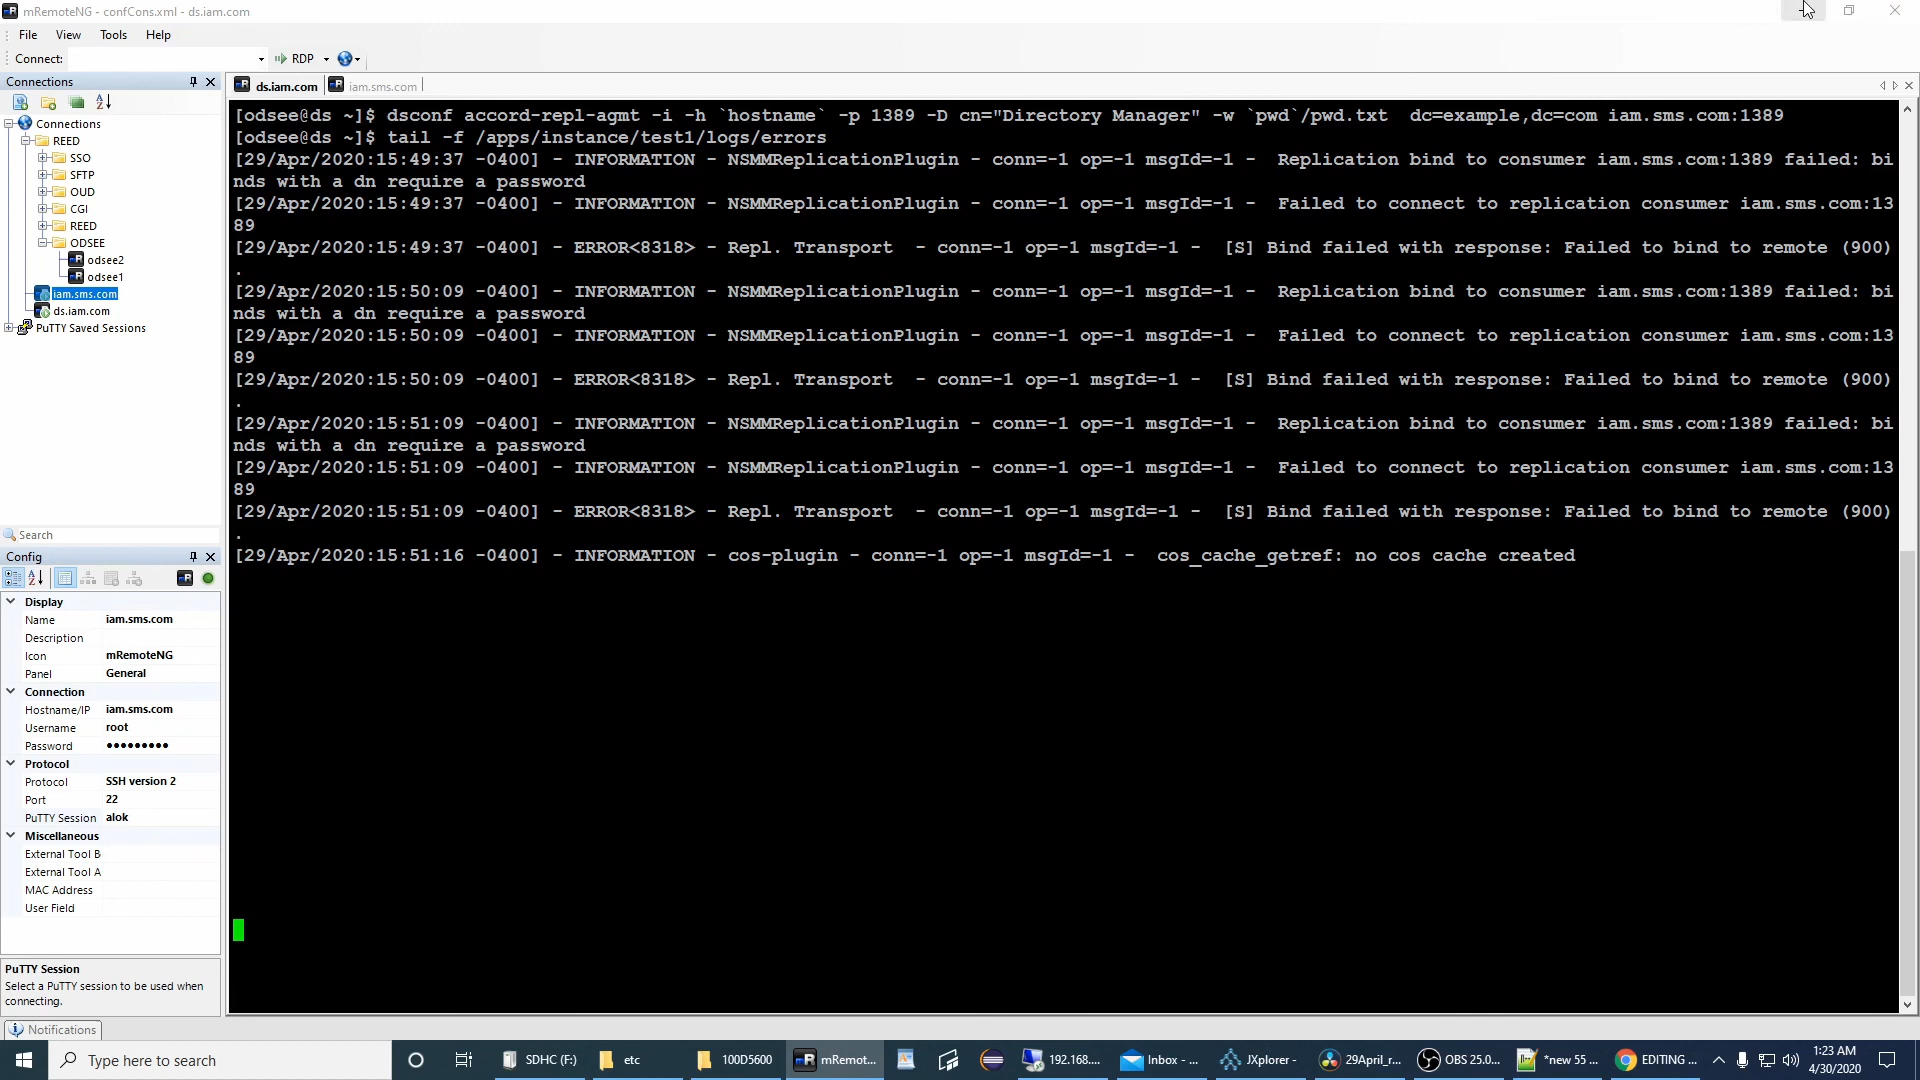 mRemoteNG - confCons.xml - ds.iam.com
File View Tools Help
Connect: RDP
Connections
ds.iam.com iam.sms.com
Connections
REED
SSO
SFTP
OUD
CGI
REED
ODSEE
odsee2
odsee1
iam.sms.com
ds.iam.com
PuTTY Saved Sessions
Search
Config
Display
Name iam.sms.com
Description
Icon mRemoteNG
Panel General
Connection
Hostname/IP iam.sms.com
Username root
Password ●●●●●●●●●
Protocol
Protocol SSH version 2
Port 22
PuTTY Session alok
Miscellaneous
External Tool B
External Tool A
MAC Address
User Field
PuTTY Session
Select a PuTTY session to be used when
connecting.
Notifications
[odsee@ds ~]$ dsconf accord-repl-agmt -i -h `hostname` -p 1389 -D cn="Directory Manager" -w `pwd`/pwd.txt  dc=example,dc=com iam.sms.com:1389
[odsee@ds ~]$ tail -f /apps/instance/test1/logs/errors
[29/Apr/2020:15:49:37 -0400] - INFORMATION - NSMMReplicationPlugin - conn=-1 op=-1 msgId=-1 -  Replication bind to consumer iam.sms.com:1389 failed: bi
nds with a dn require a password
[29/Apr/2020:15:49:37 -0400] - INFORMATION - NSMMReplicationPlugin - conn=-1 op=-1 msgId=-1 -  Failed to connect to replication consumer iam.sms.com:13
89
[29/Apr/2020:15:49:37 -0400] - ERROR<8318> - Repl. Transport  - conn=-1 op=-1 msgId=-1 -  [S] Bind failed with response: Failed to bind to remote (900)
.
[29/Apr/2020:15:50:09 -0400] - INFORMATION - NSMMReplicationPlugin - conn=-1 op=-1 msgId=-1 -  Replication bind to consumer iam.sms.com:1389 failed: bi
nds with a dn require a password
[29/Apr/2020:15:50:09 -0400] - INFORMATION - NSMMReplicationPlugin - conn=-1 op=-1 msgId=-1 -  Failed to connect to replication consumer iam.sms.com:13
89
[29/Apr/2020:15:50:09 -0400] - ERROR<8318> - Repl. Transport  - conn=-1 op=-1 msgId=-1 -  [S] Bind failed with response: Failed to bind to remote (900)
.
[29/Apr/2020:15:51:09 -0400] - INFORMATION - NSMMReplicationPlugin - conn=-1 op=-1 msgId=-1 -  Replication bind to consumer iam.sms.com:1389 failed: bi
nds with a dn require a password
[29/Apr/2020:15:51:09 -0400] - INFORMATION - NSMMReplicationPlugin - conn=-1 op=-1 msgId=-1 -  Failed to connect to replication consumer iam.sms.com:13
89
[29/Apr/2020:15:51:09 -0400] - ERROR<8318> - Repl. Transport  - conn=-1 op=-1 msgId=-1 -  [S] Bind failed with response: Failed to bind to remote (900)
.
[29/Apr/2020:15:51:16 -0400] - INFORMATION - cos-plugin - conn=-1 op=-1 msgId=-1 -  cos_cache_getref: no cos cache created
Type here to search SDHC (F:) etc 100D5600 mRemot... 192.168.... Inbox - ... JXplorer - 29April_r... OBS 25.0... *new 55 ... EDITING ... 1:23 AM
4/30/2020